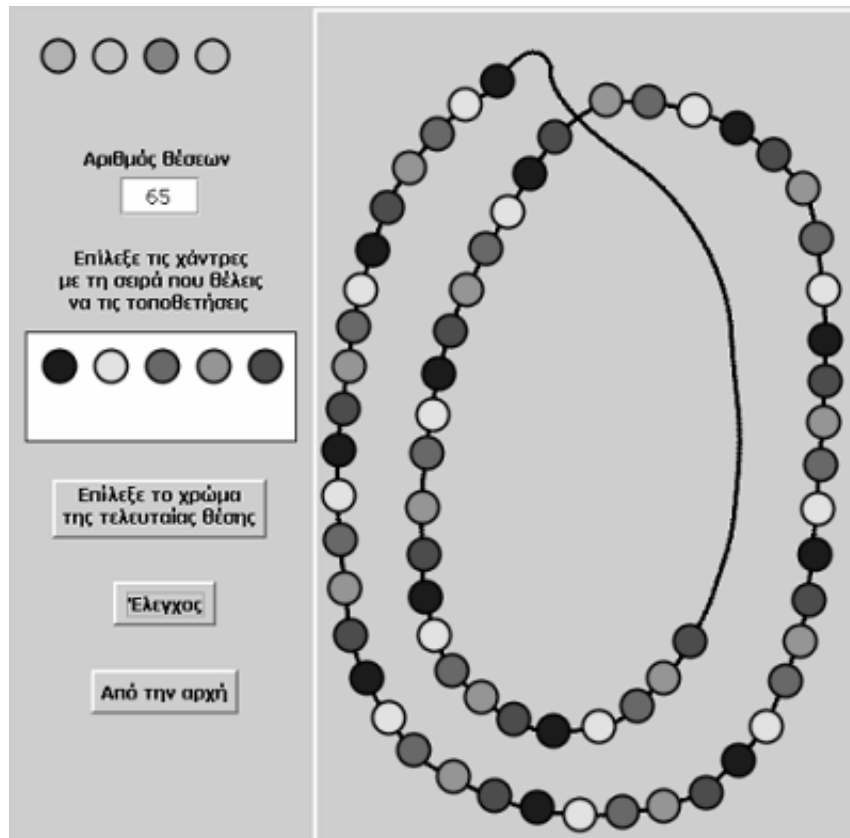 Αριθμός θέσεων
65
Επίλεξε τις χάντρες
με τη σειρά που θέλεις
να τις τοποθετήσεις
Επίλεξε το χρώμα
της τελευταίας θέσης
Έλεγχος
Από την αρχή